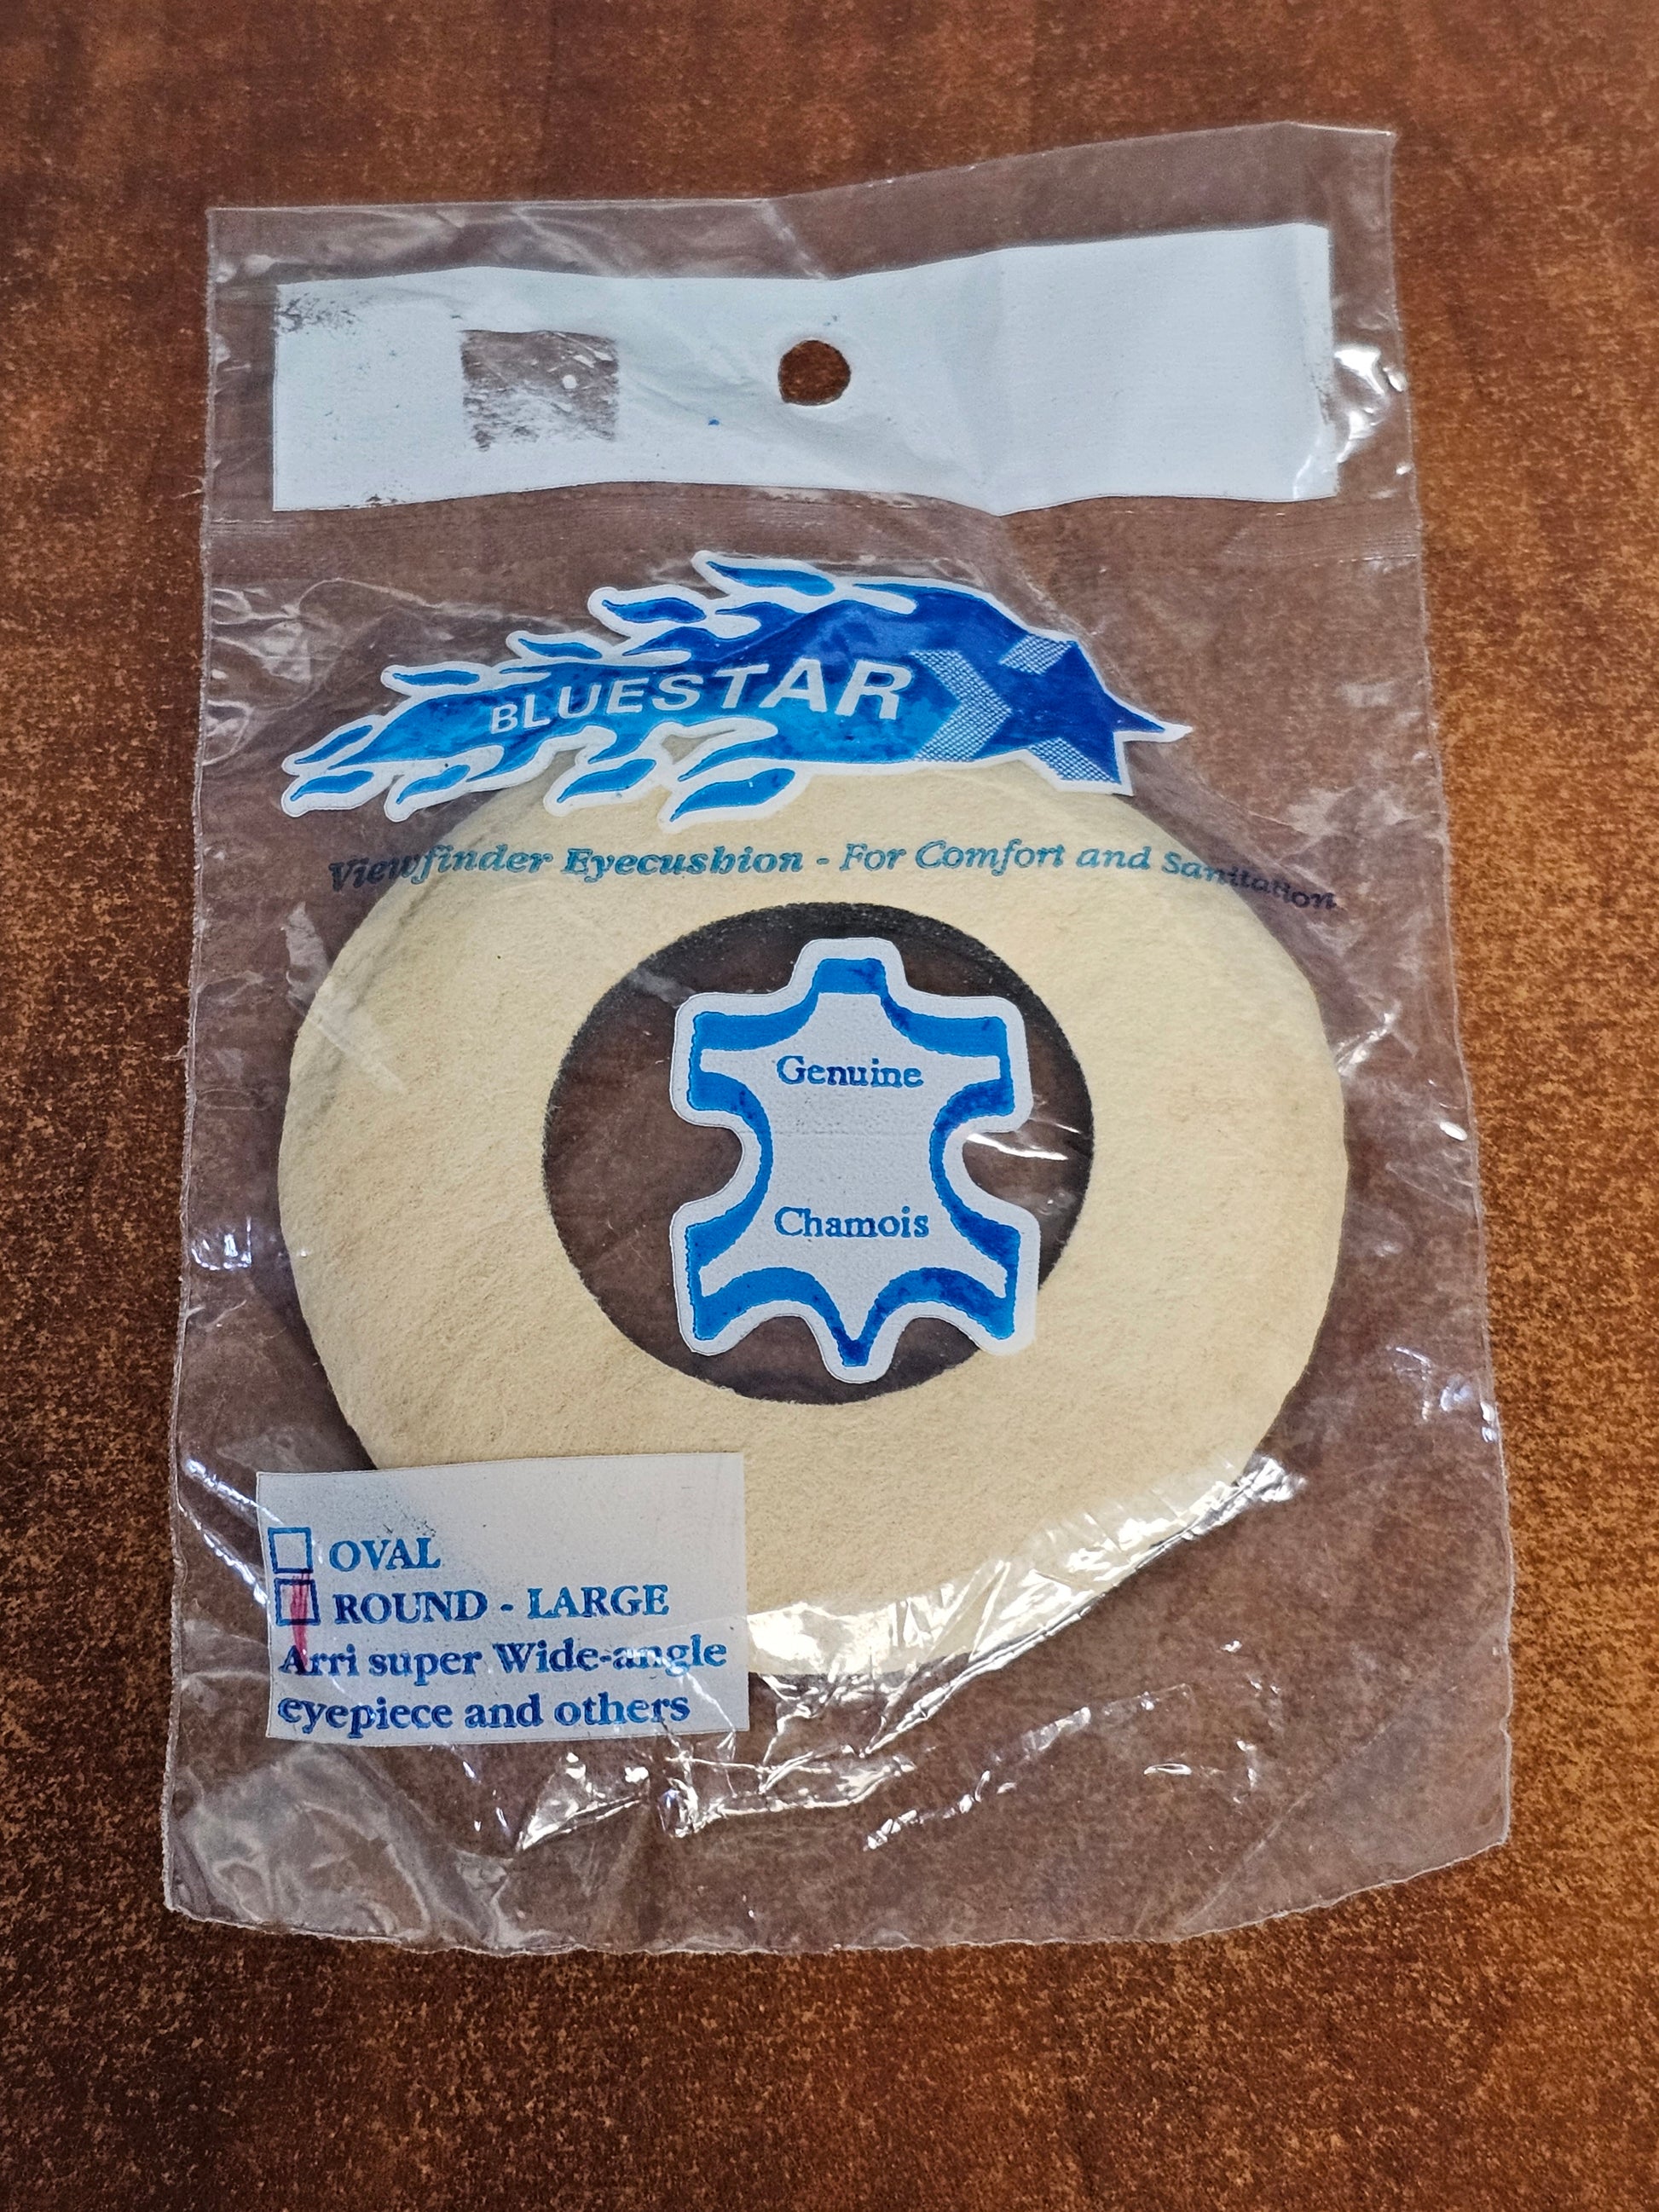 BLUESTAR
Viewfinder Eyecushion - For Comfort and Sanitation
Genuine
Chamois
OVAL
ROUND - LARGE
Arri super Wide-angle
eyepiece and others